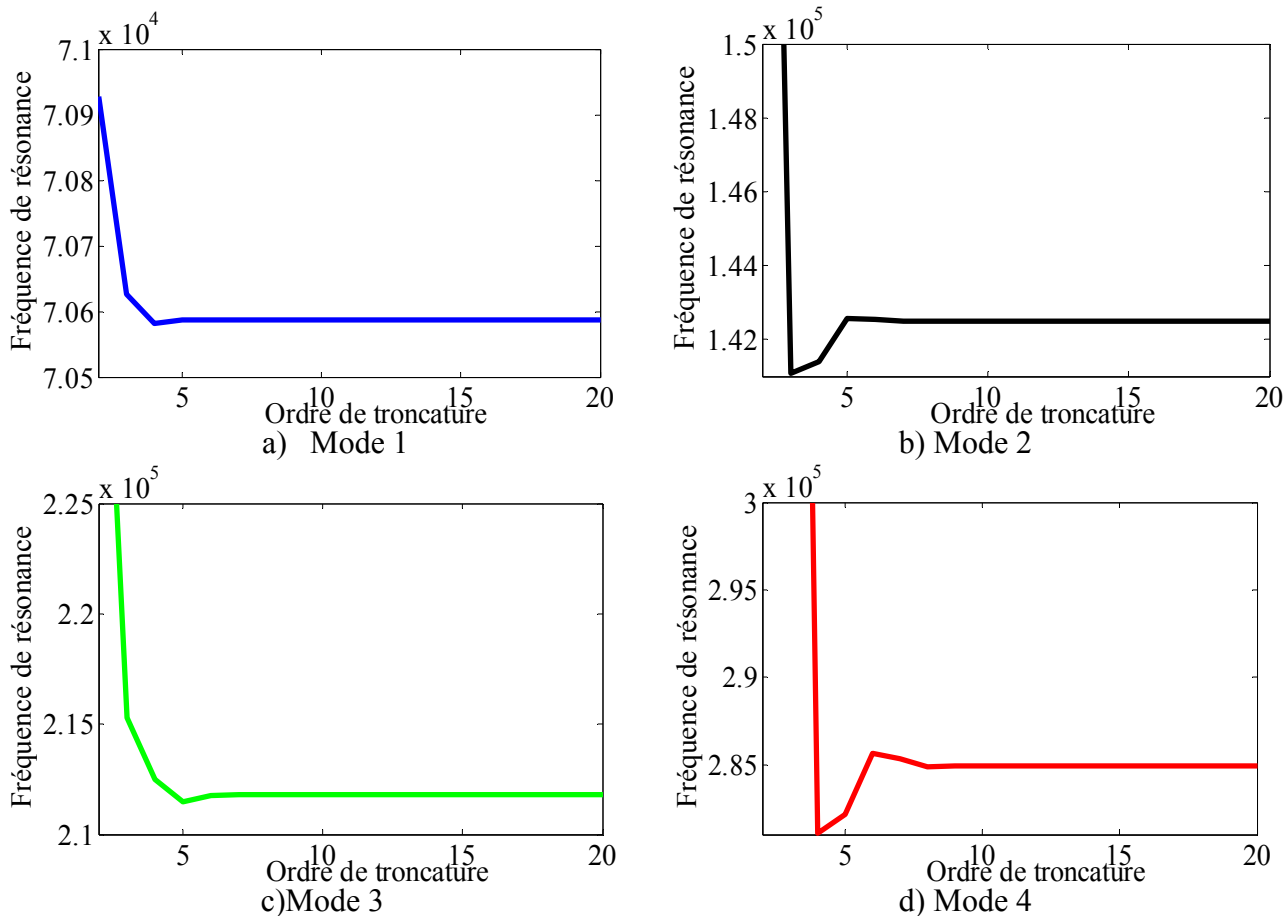 x 10^4
7.1
7.09
7.08
7.07
7.06
7.05
Fréquence de résonance
5 10 15 20
Ordre de troncature
a) Mode 1
x 10^5
1.5
1.48
1.46
1.44
1.42
Fréquence de résonance
5 10 15 20
Ordre de troncature
b) Mode 2
x 10^5
2.25
2.2
2.15
2.1
Fréquence de résonance
5 10 15 20
Ordre de troncature
c)Mode 3
x 10^5
3
2.95
2.9
2.85
Fréquence de résonance
5 10 15 20
Ordre de troncature
d) Mode 4